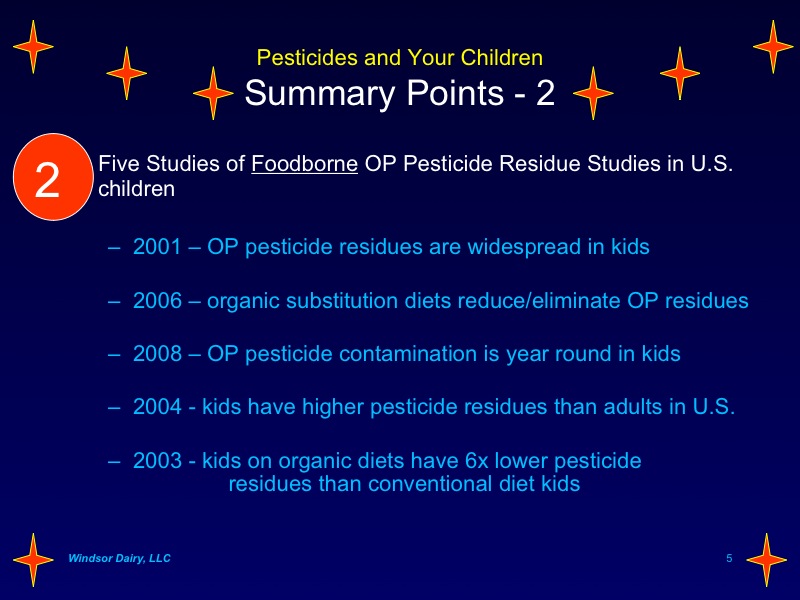 Pesticides and Your Children
Summary Points - 2
2
Five Studies of Foodborne OP Pesticide Residue Studies in U.S.
children
– 2001 – OP pesticide residues are widespread in kids
– 2006 – organic substitution diets reduce/eliminate OP residues
– 2008 – OP pesticide contamination is year round in kids
– 2004 - kids have higher pesticide residues than adults in U.S.
– 2003 - kids on organic diets have 6x lower pesticide
residues than conventional diet kids
Windsor Dairy, LLC
5